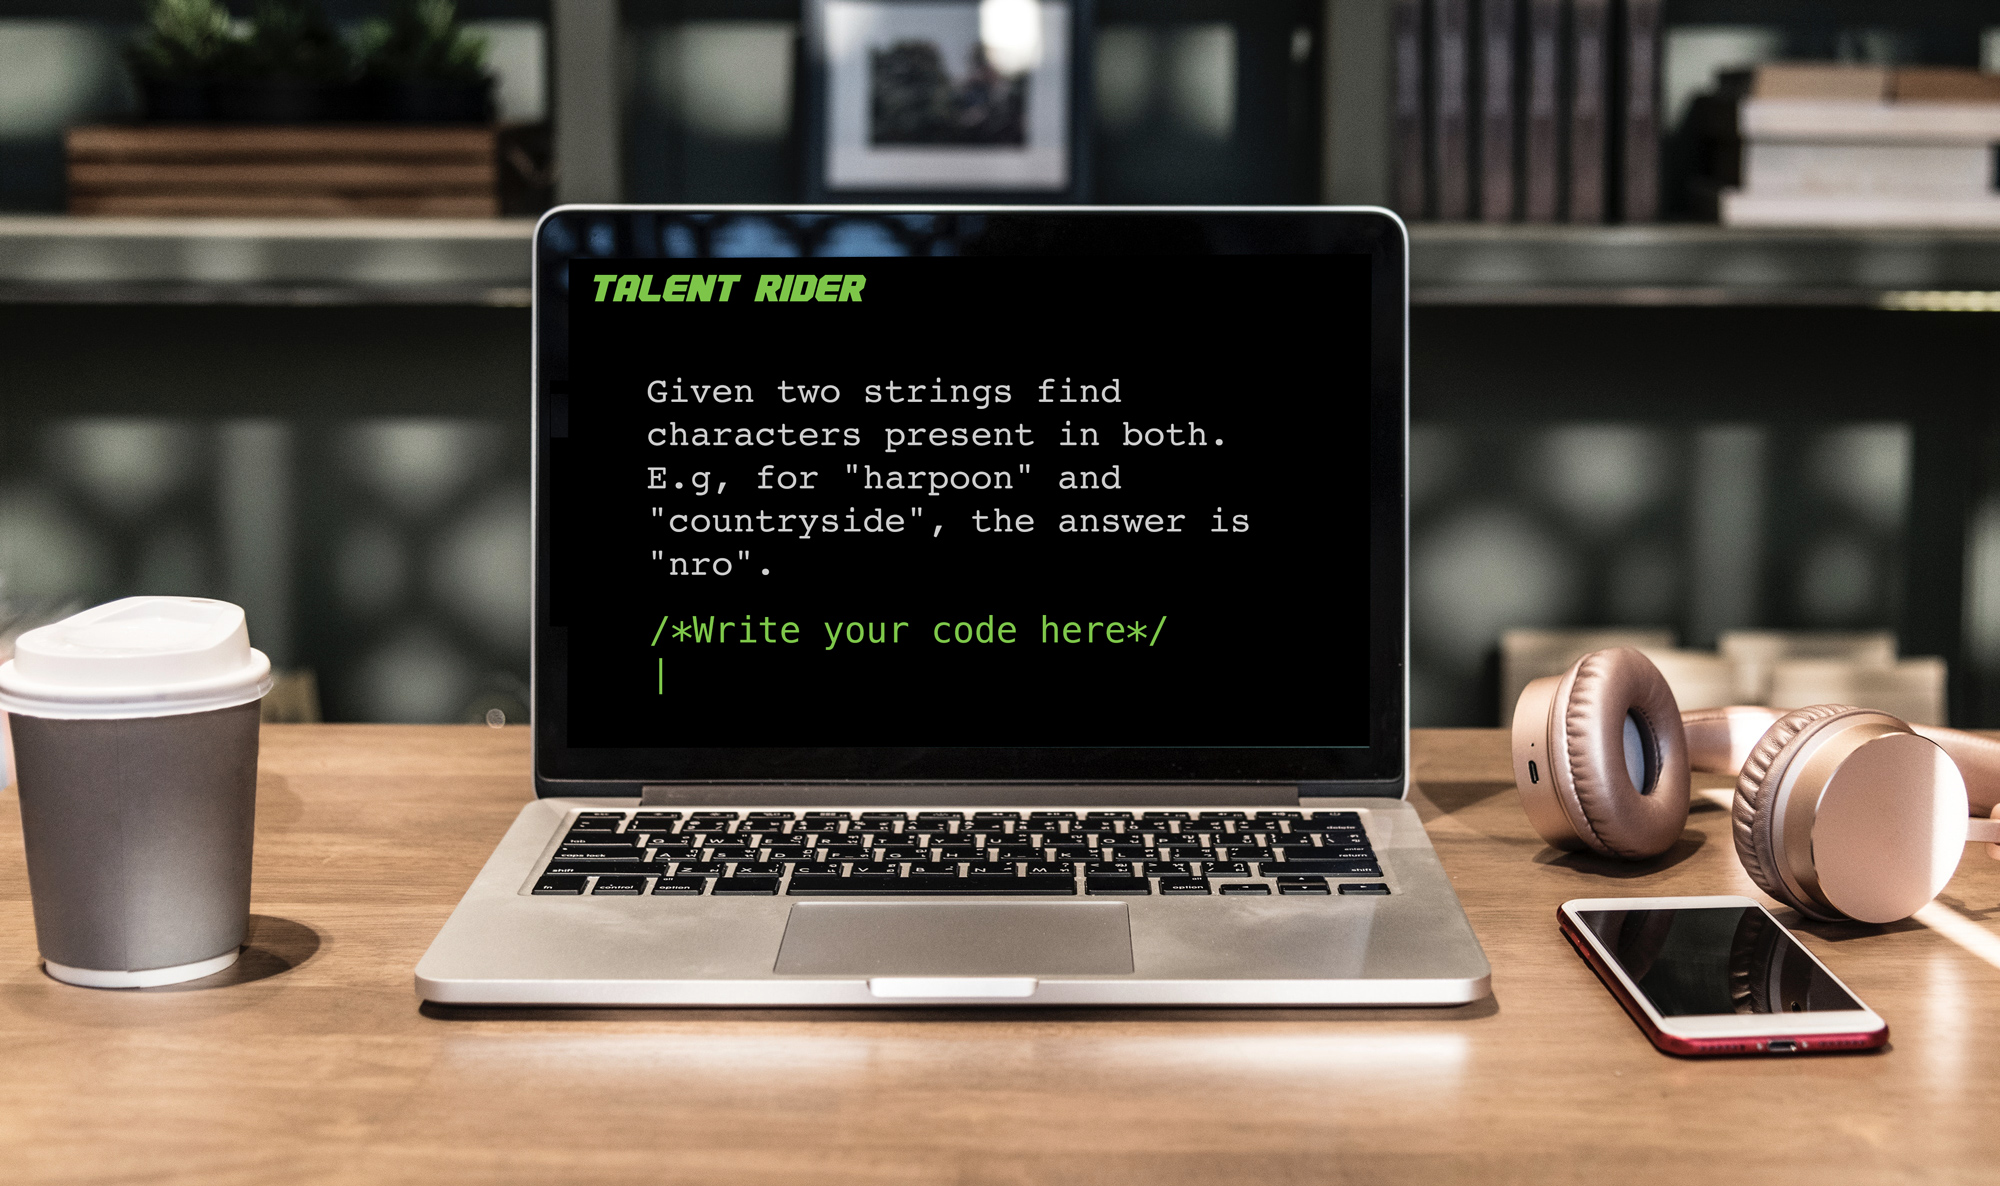 TALENT RIDER
Given two strings find
characters present in both.
E.g, for "harpoon" and
"countryside", the answer is
"nro".
/*Write your code here*/